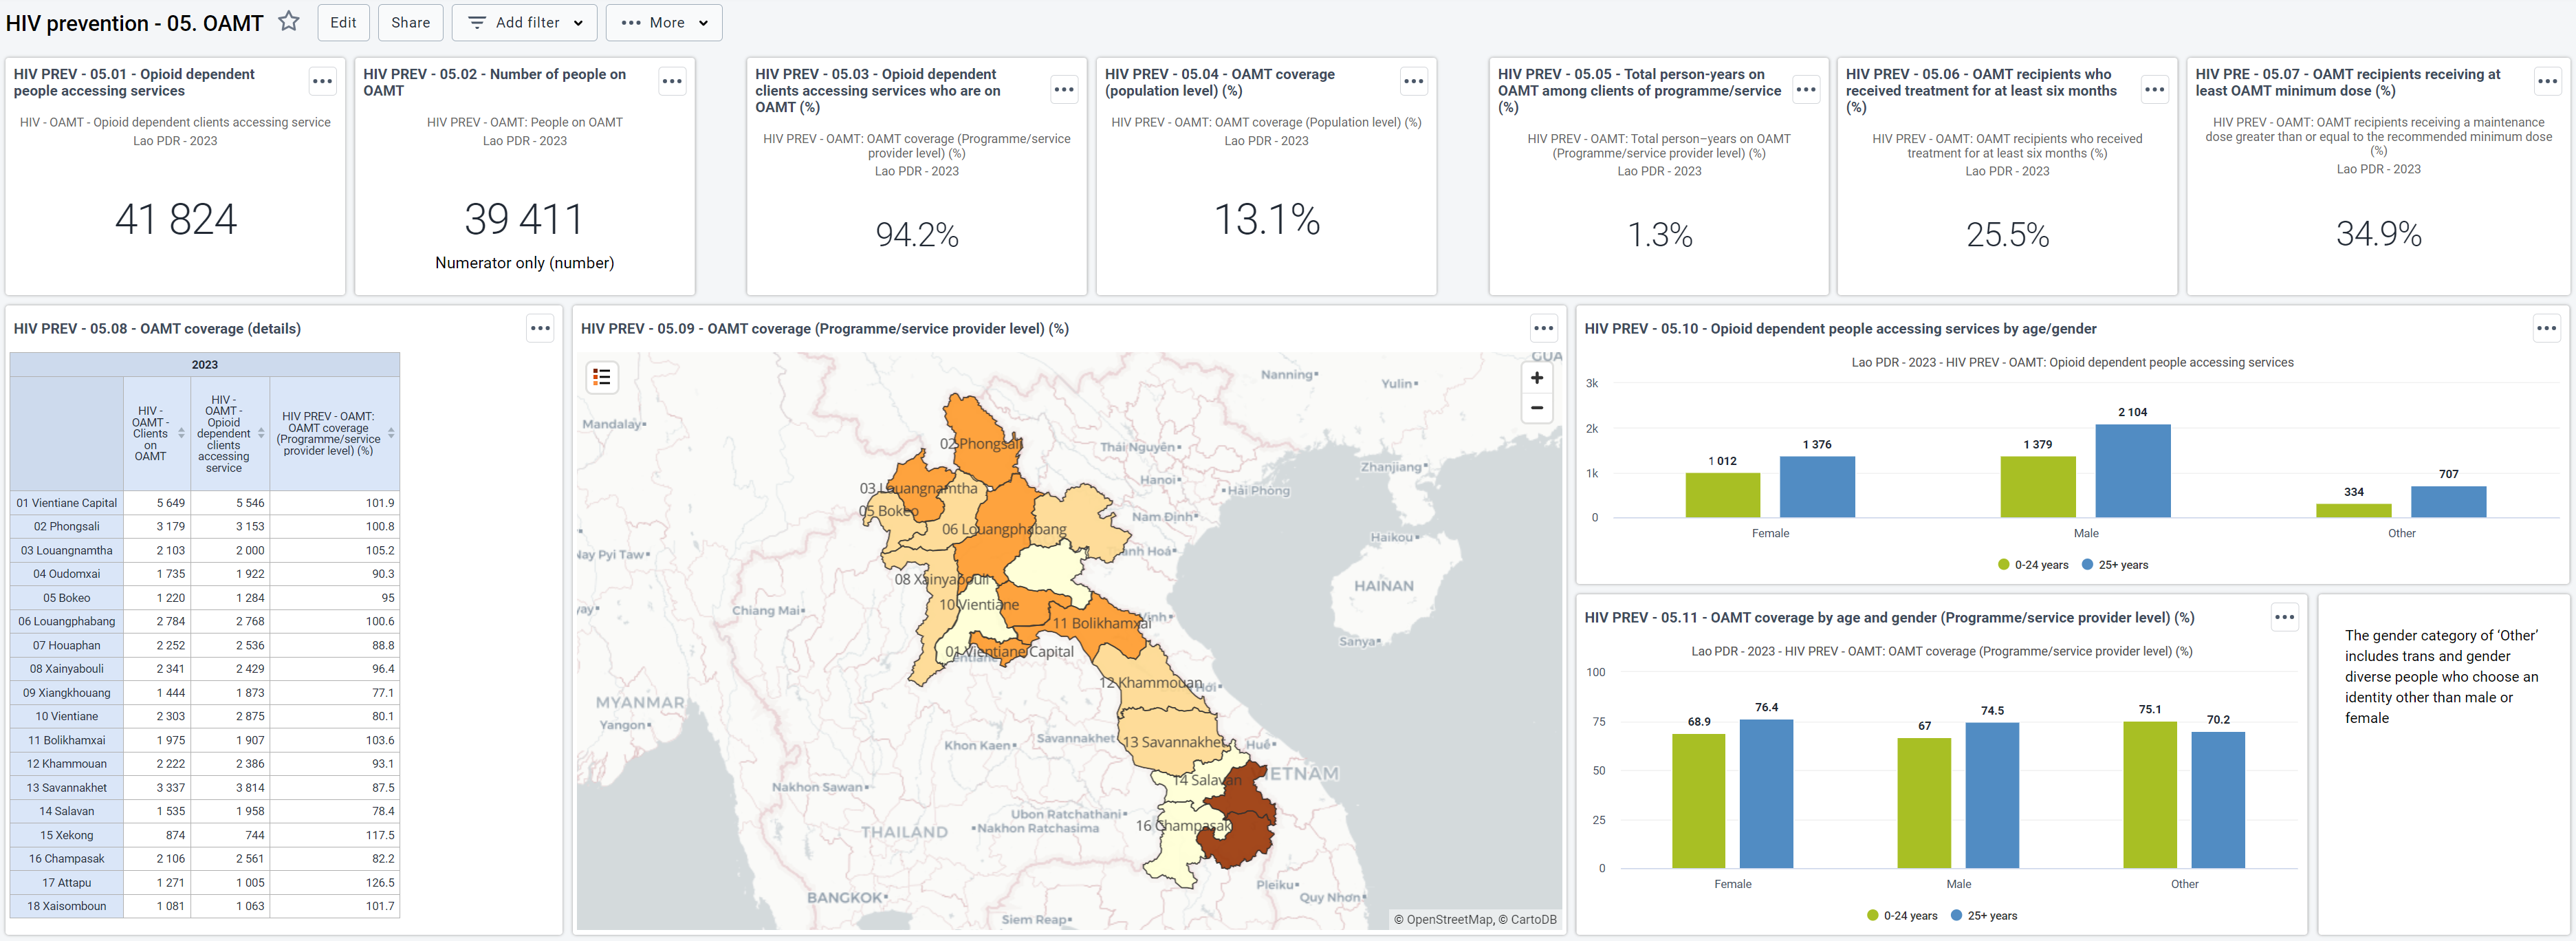 HIV prevention - 05. OAMT
Edit
Share
Add filter
More
HIV PREV - 05.01 - Opioid dependent
people accessing services
HIV - OAMT - Opioid dependent clients accessing service
Lao PDR - 2023
41 824
HIV PREV - 05.02 - Number of people on
OAMT
HIV PREV - OAMT: People on OAMT
Lao PDR - 2023
39 411
Numerator only (number)
HIV PREV - 05.03 - Opioid dependent
clients accessing services who are on
OAMT (%)
HIV PREV - OAMT: OAMT coverage (Programme/service
provider level) (%)
Lao PDR - 2023
94.2%
HIV PREV - 05.04 - OAMT coverage
(population level) (%)
HIV PREV - OAMT: OAMT coverage (Population level) (%)
Lao PDR - 2023
13.1%
HIV PREV - 05.05 - Total person-years on
OAMT among clients of programme/service
(%)
HIV PREV - OAMT: Total person–years on OAMT
(Programme/service provider level) (%)
Lao PDR - 2023
1.3%
HIV PREV - 05.06 - OAMT recipients who
received treatment for at least six months
(%)
HIV PREV - OAMT: OAMT recipients who received
treatment for at least six months (%)
Lao PDR - 2023
25.5%
HIV PRE - 05.07 - OAMT recipients receiving at
least OAMT minimum dose (%)
HIV PREV - OAMT: OAMT recipients receiving a maintenance
dose greater than or equal to the recommended minimum dose
(%)
Lao PDR - 2023
34.9%
HIV PREV - 05.08 - OAMT coverage (details)
2023
HIV -
OAMT -
Clients
on
OAMT
HIV -
OAMT -
Opioid
dependent
clients
accessing
service
HIV PREV - OAMT:
OAMT coverage
(Programme/service
provider level) (%)
01 Vientiane Capital 5 649 5 546 101.9
02 Phongsali 3 179 3 153 100.8
03 Louangnamtha 2 103 2 000 105.2
04 Oudomxai 1 735 1 922 90.3
05 Bokeo 1 220 1 284 95
06 Louangphabang 2 784 2 768 100.6
07 Houaphan 2 252 2 536 88.8
08 Xainyabouli 2 341 2 429 96.4
09 Xiangkhouang 1 444 1 873 77.1
10 Vientiane 2 303 2 875 80.1
11 Bolikhamxai 1 975 1 907 103.6
12 Khammouan 2 222 2 386 93.1
13 Savannakhet 3 337 3 814 87.5
14 Salavan 1 535 1 958 78.4
15 Xekong 874 744 117.5
16 Champasak 2 106 2 561 82.2
17 Attapu 1 271 1 005 126.5
18 Xaisomboun 1 081 1 063 101.7
HIV PREV - 05.09 - OAMT coverage (Programme/service provider level) (%)
+
−
GUA
Nanning
Yulin
Mandalay
02 Phongsali
Thái Nguyên
Zhanjiang
Hanoi
Hải Phòng
03 Louangnamtha
05 Bokeo
Nam Định
06 Louangphabang
Haikou
Nay Pyi Taw
anh Hoá
08 Xainyabouli
HAINAN
10 Vientiane
Chiang Mai
Vinh
11 Bolikhamxai
Sanya
01 Vientiane Capital
12 Khammouan
MYANMAR
Yangon
Savannakhet
13 Savannakhet
Khon Kaen
Huế
14 Salavan
IETNAM
Nakhon Sawan
Ubon Ratchathani
Nakhon Ratchasima
16 Champasak
THAILAND
Pleiku
BANGKOK
Quy Nhơn
Siem Reap
© OpenStreetMap, © CartoDB
HIV PREV - 05.10 - Opioid dependent people accessing services by age/gender
Lao PDR - 2023 - HIV PREV - OAMT: Opioid dependent people accessing services
3k
2k
1k
0
1 012
1 376
1 379
2 104
334
707
Female
Male
Other
0-24 years
25+ years
HIV PREV - 05.11 - OAMT coverage by age and gender (Programme/service provider level) (%)
Lao PDR - 2023 - HIV PREV - OAMT: OAMT coverage (Programme/service provider level) (%)
100
75
50
25
0
68.9
76.4
67
74.5
75.1
70.2
Female
Male
Other
0-24 years
25+ years
The gender category of ‘Other’
includes trans and gender
diverse people who choose an
identity other than male or
female